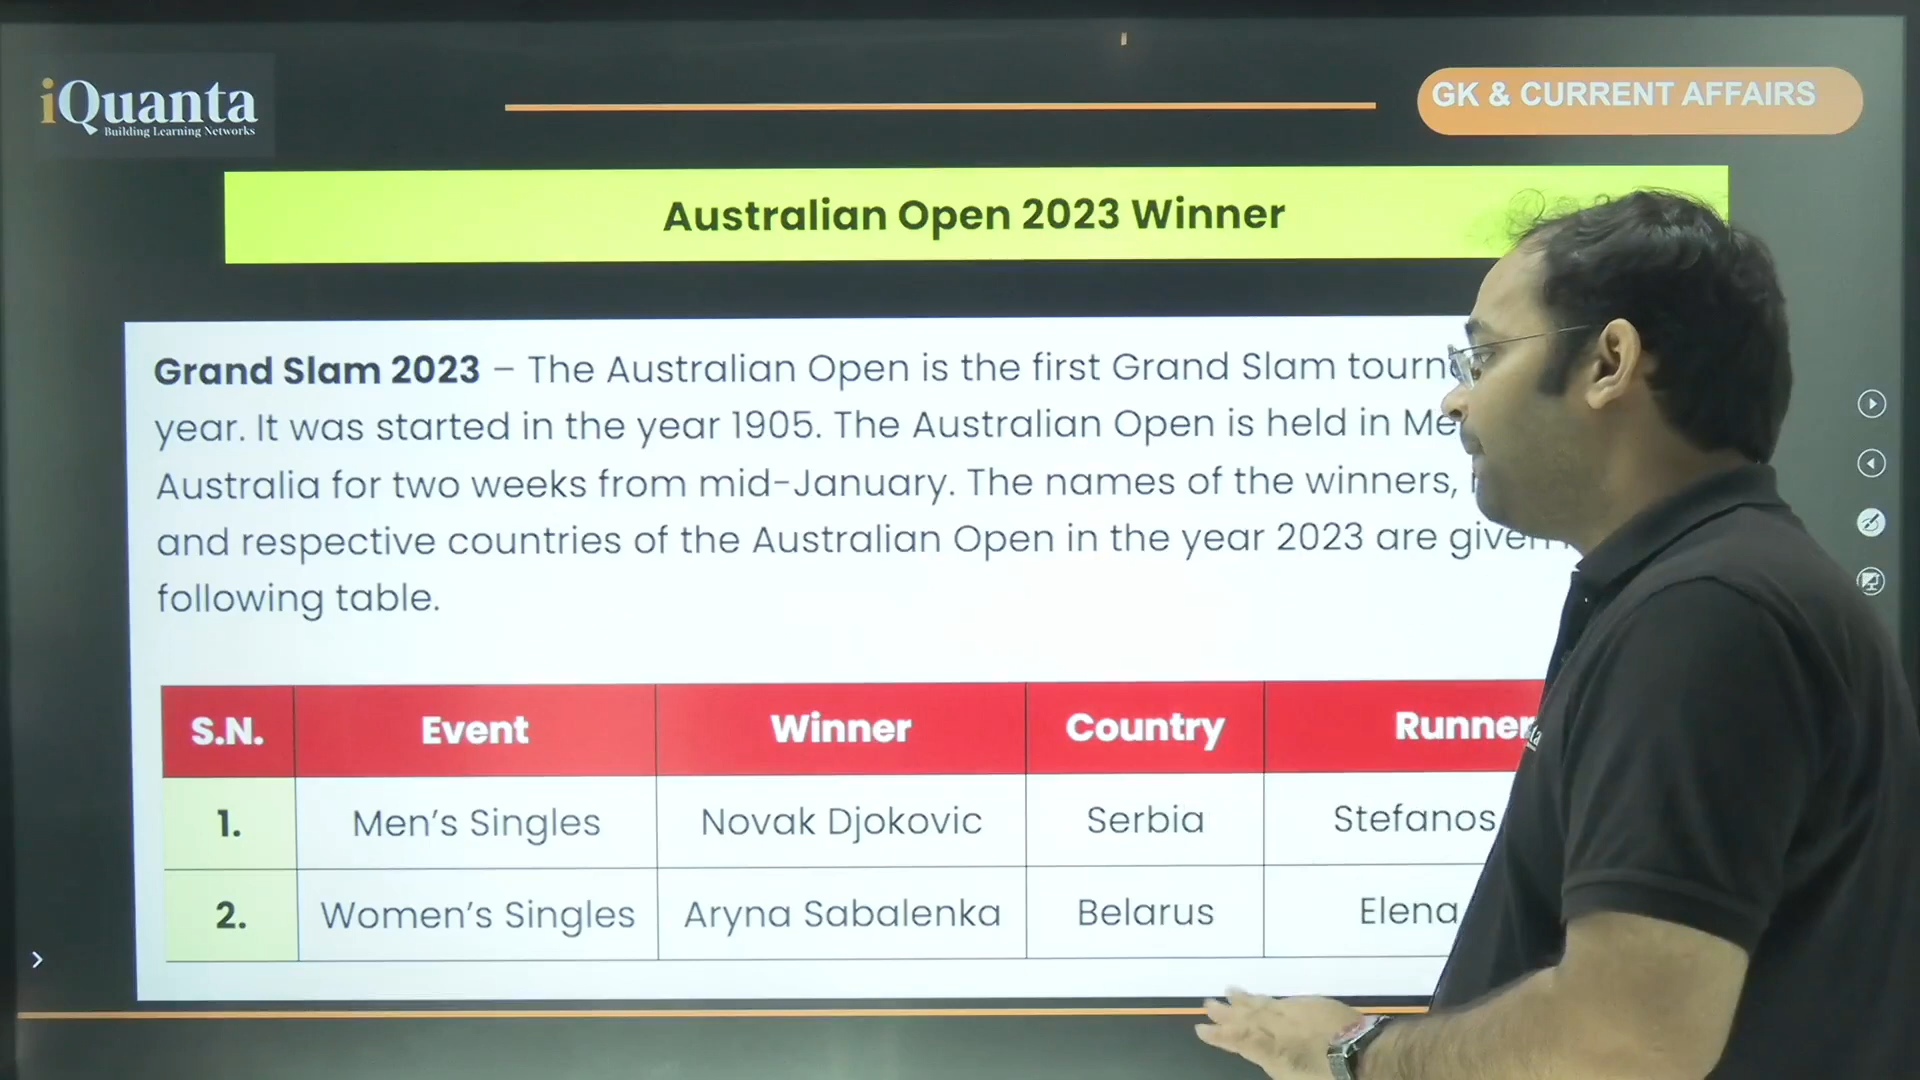 iQuanta
Building Learning Networks
GK & CURRENT AFFAIRS
Australian Open 2023 Winner
Grand Slam 2023 – The Australian Open is the first Grand Slam
year. It was started in the year 1905. The Australian Open is held in
Australia for two weeks from mid-January. The names of the winners,
and respective countries of the Australian Open in the year 2023 are given
following table.
S.N. Event Winner Country Runner
1. Men's Singles Novak Djokovic Serbia Stefanos
2. Women's Singles Aryna Sabalenka Belarus Elena